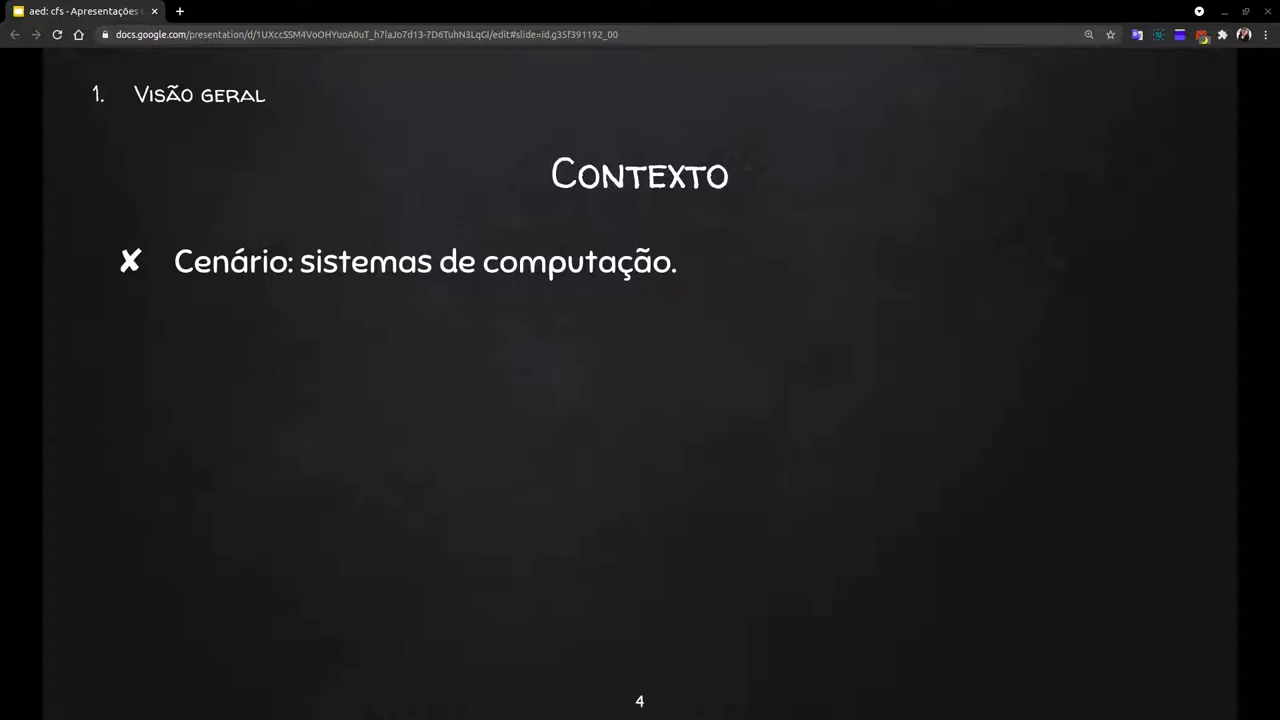 aed: cfs - Apresentações
docs.google.com/presentation/d/1UXccSSM4VoOHYuoA0uT_h7laJo7d13-7D6TuhN3LqGI/edit#slide=id.g35f391192_00
1. Visão geral
Contexto
✘ Cenário: sistemas de computação.
4